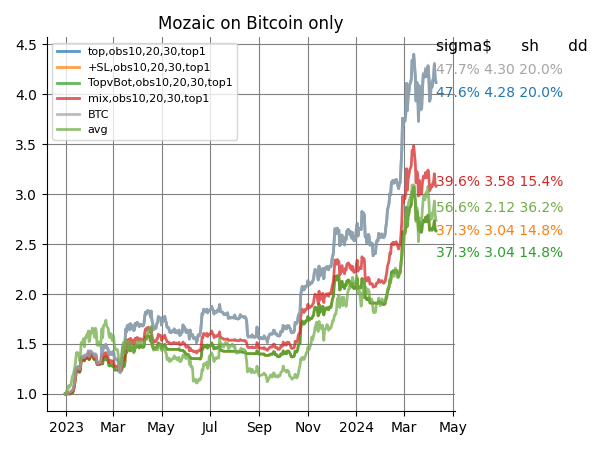 Mozaic on Bitcoin only
sigma$ sh dd
top,obs10,20,30,top1
+SL,obs10,20,30,top1
TopvBot,obs10,20,30,top1
mix,obs10,20,30,top1
BTC
avg
47.7% 4.30 20.0%
47.6% 4.28 20.0%
39.6% 3.58 15.4%
56.6% 2.12 36.2%
37.3% 3.04 14.8%
37.3% 3.04 14.8%
4.5
4.0
3.5
3.0
2.5
2.0
1.5
1.0
2023 Mar May Jul Sep Nov 2024 Mar May